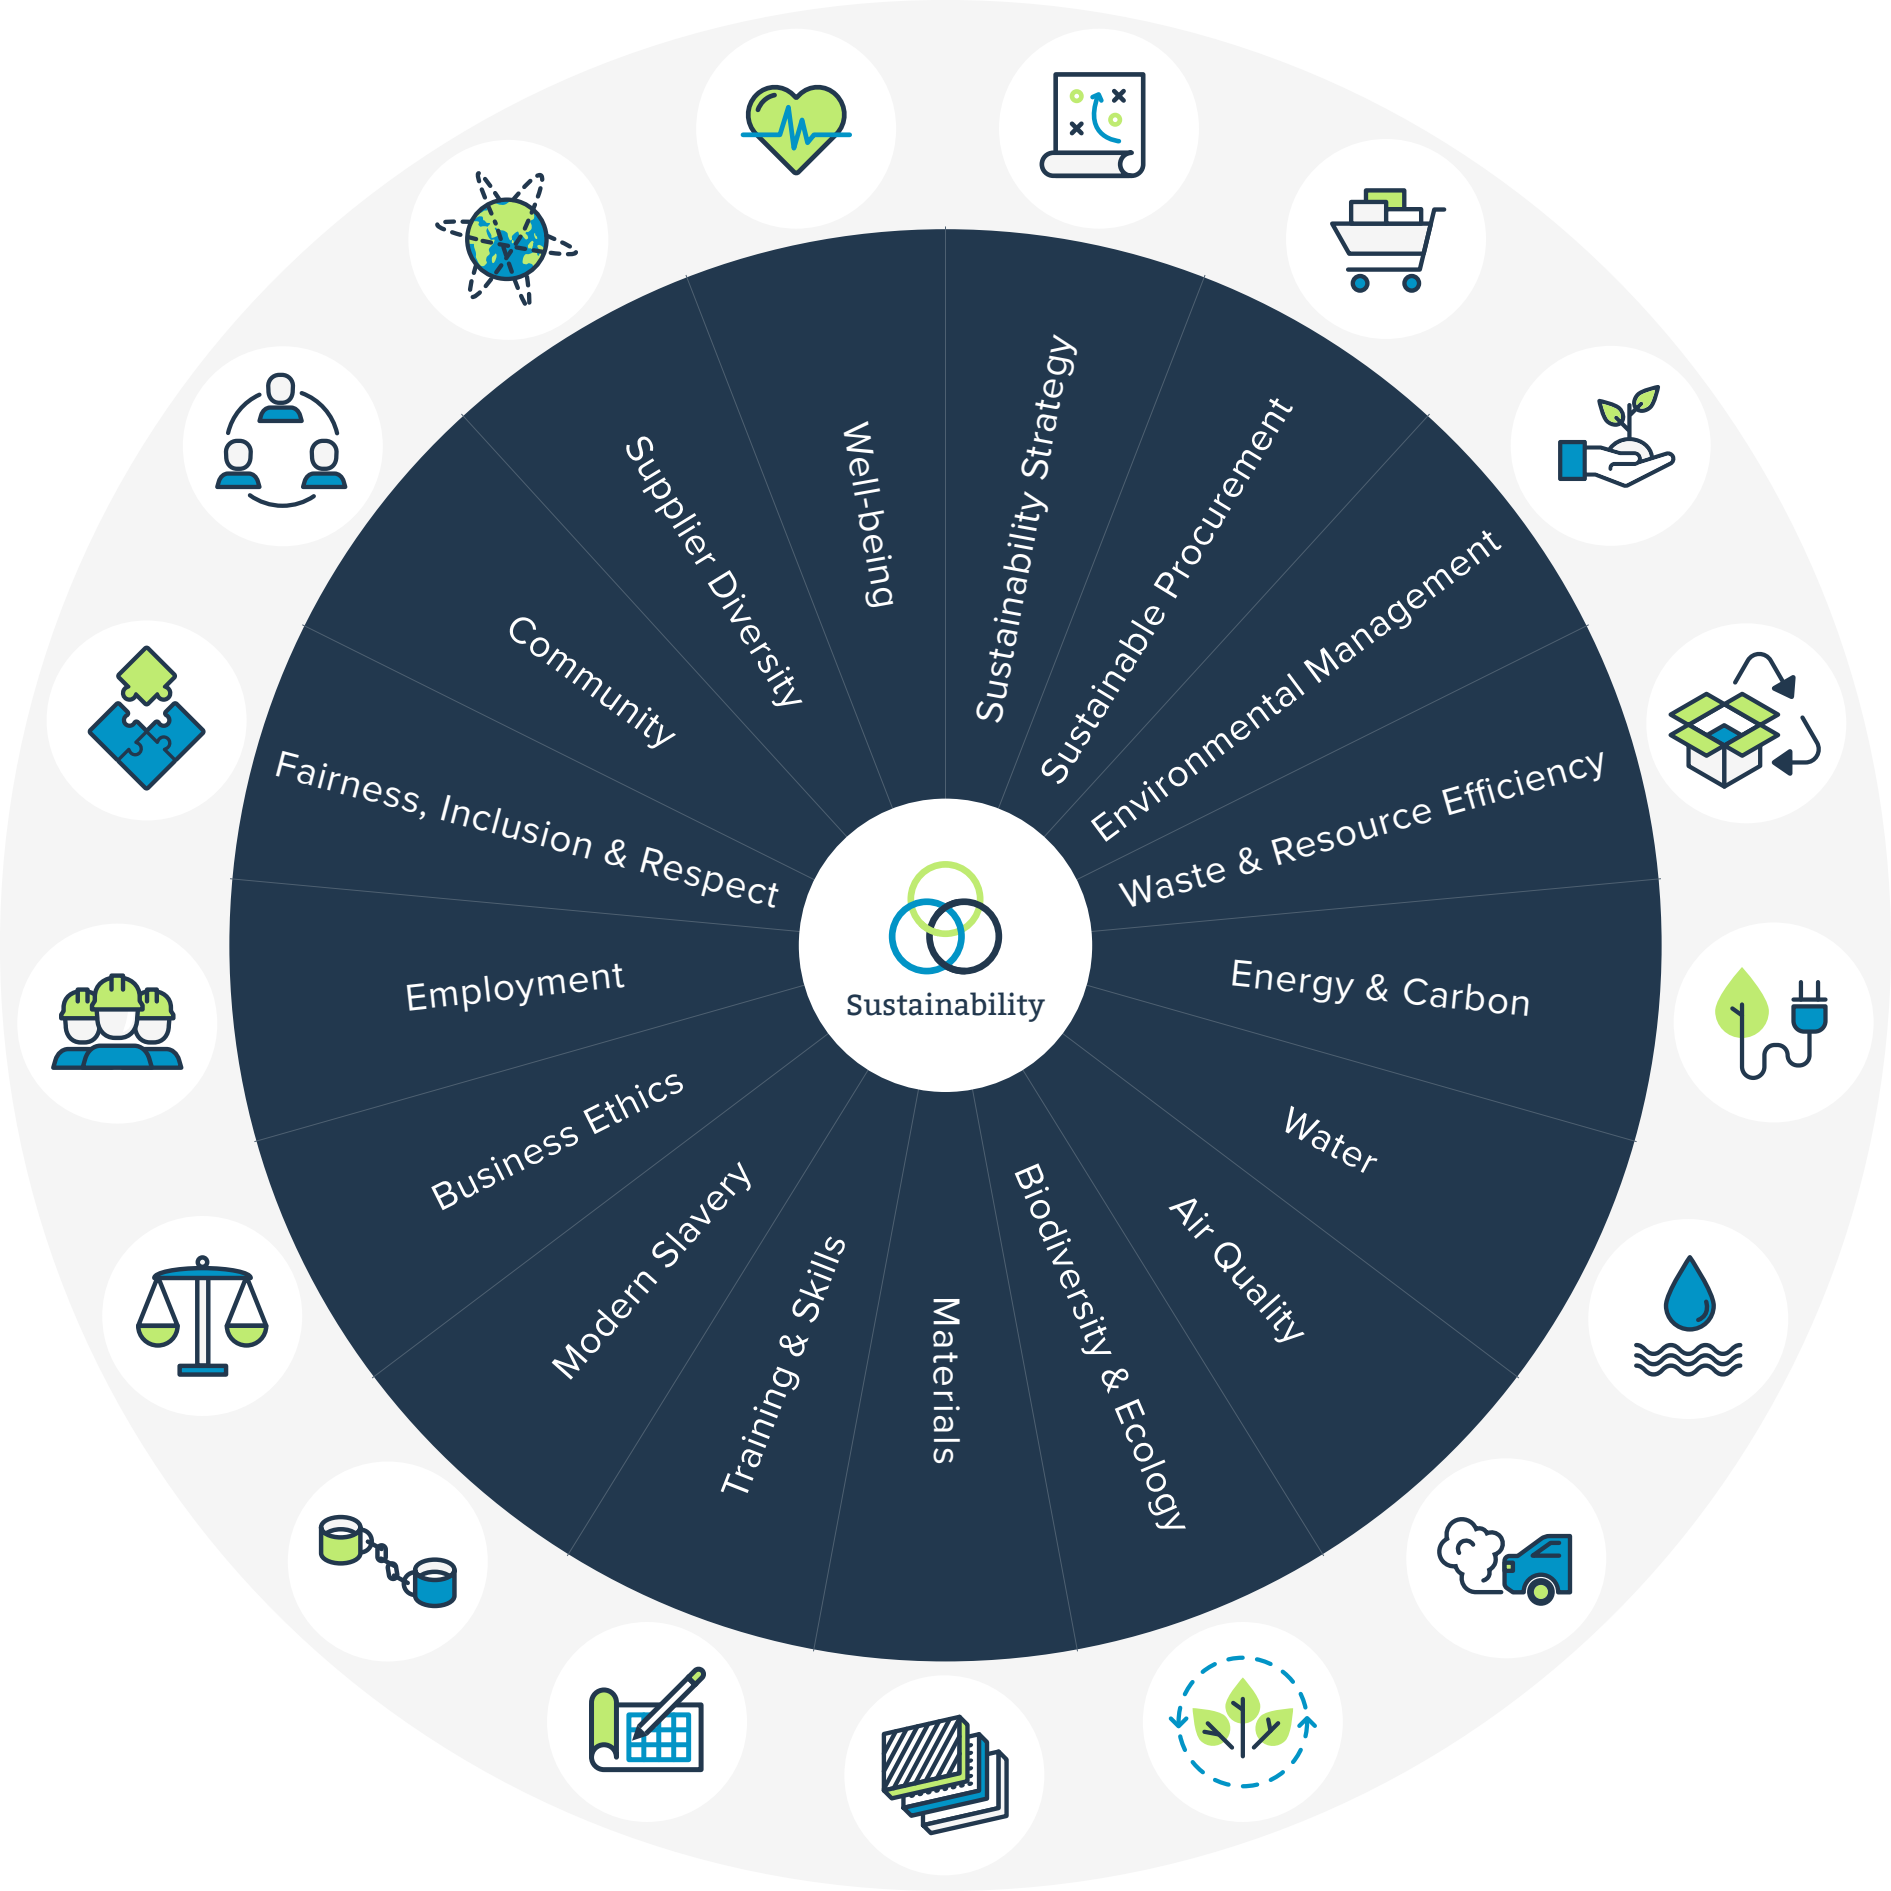 Sustainability Strategy
Sustainable Procurement
Environmental Management
Waste & Resource Efficiency
Energy & Carbon
Water
Air Quality
Biodiversity & Ecology
Materials
Training & Skills
Modern Slavery
Business Ethics
Employment
Fairness, Inclusion & Respect
Community
Supplier Diversity
Well-being
Sustainability